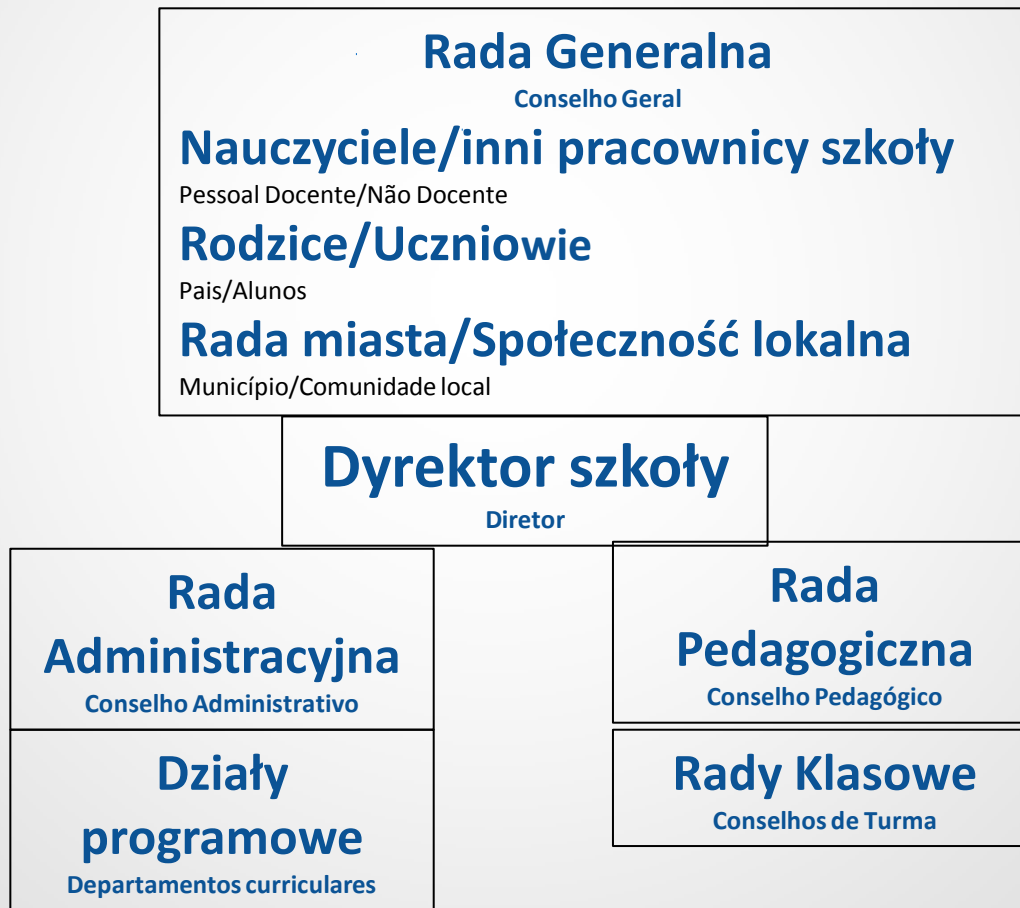 Rada Generalna
Conselho Geral
Nauczyciele/inni pracownicy szkoły
Pessoal Docente/Não Docente
Rodzice/Uczniowie
Pais/Alunos
Rada miasta/Społeczność lokalna
Município/Comunidade local
Dyrektor szkoły
Diretor
Rada
Administracyjna
Conselho Administrativo
Działy
programowe
Departamentos curriculares
Rada
Pedagogiczna
Conselho Pedagógico
Rady Klasowe
Conselhos de Turma